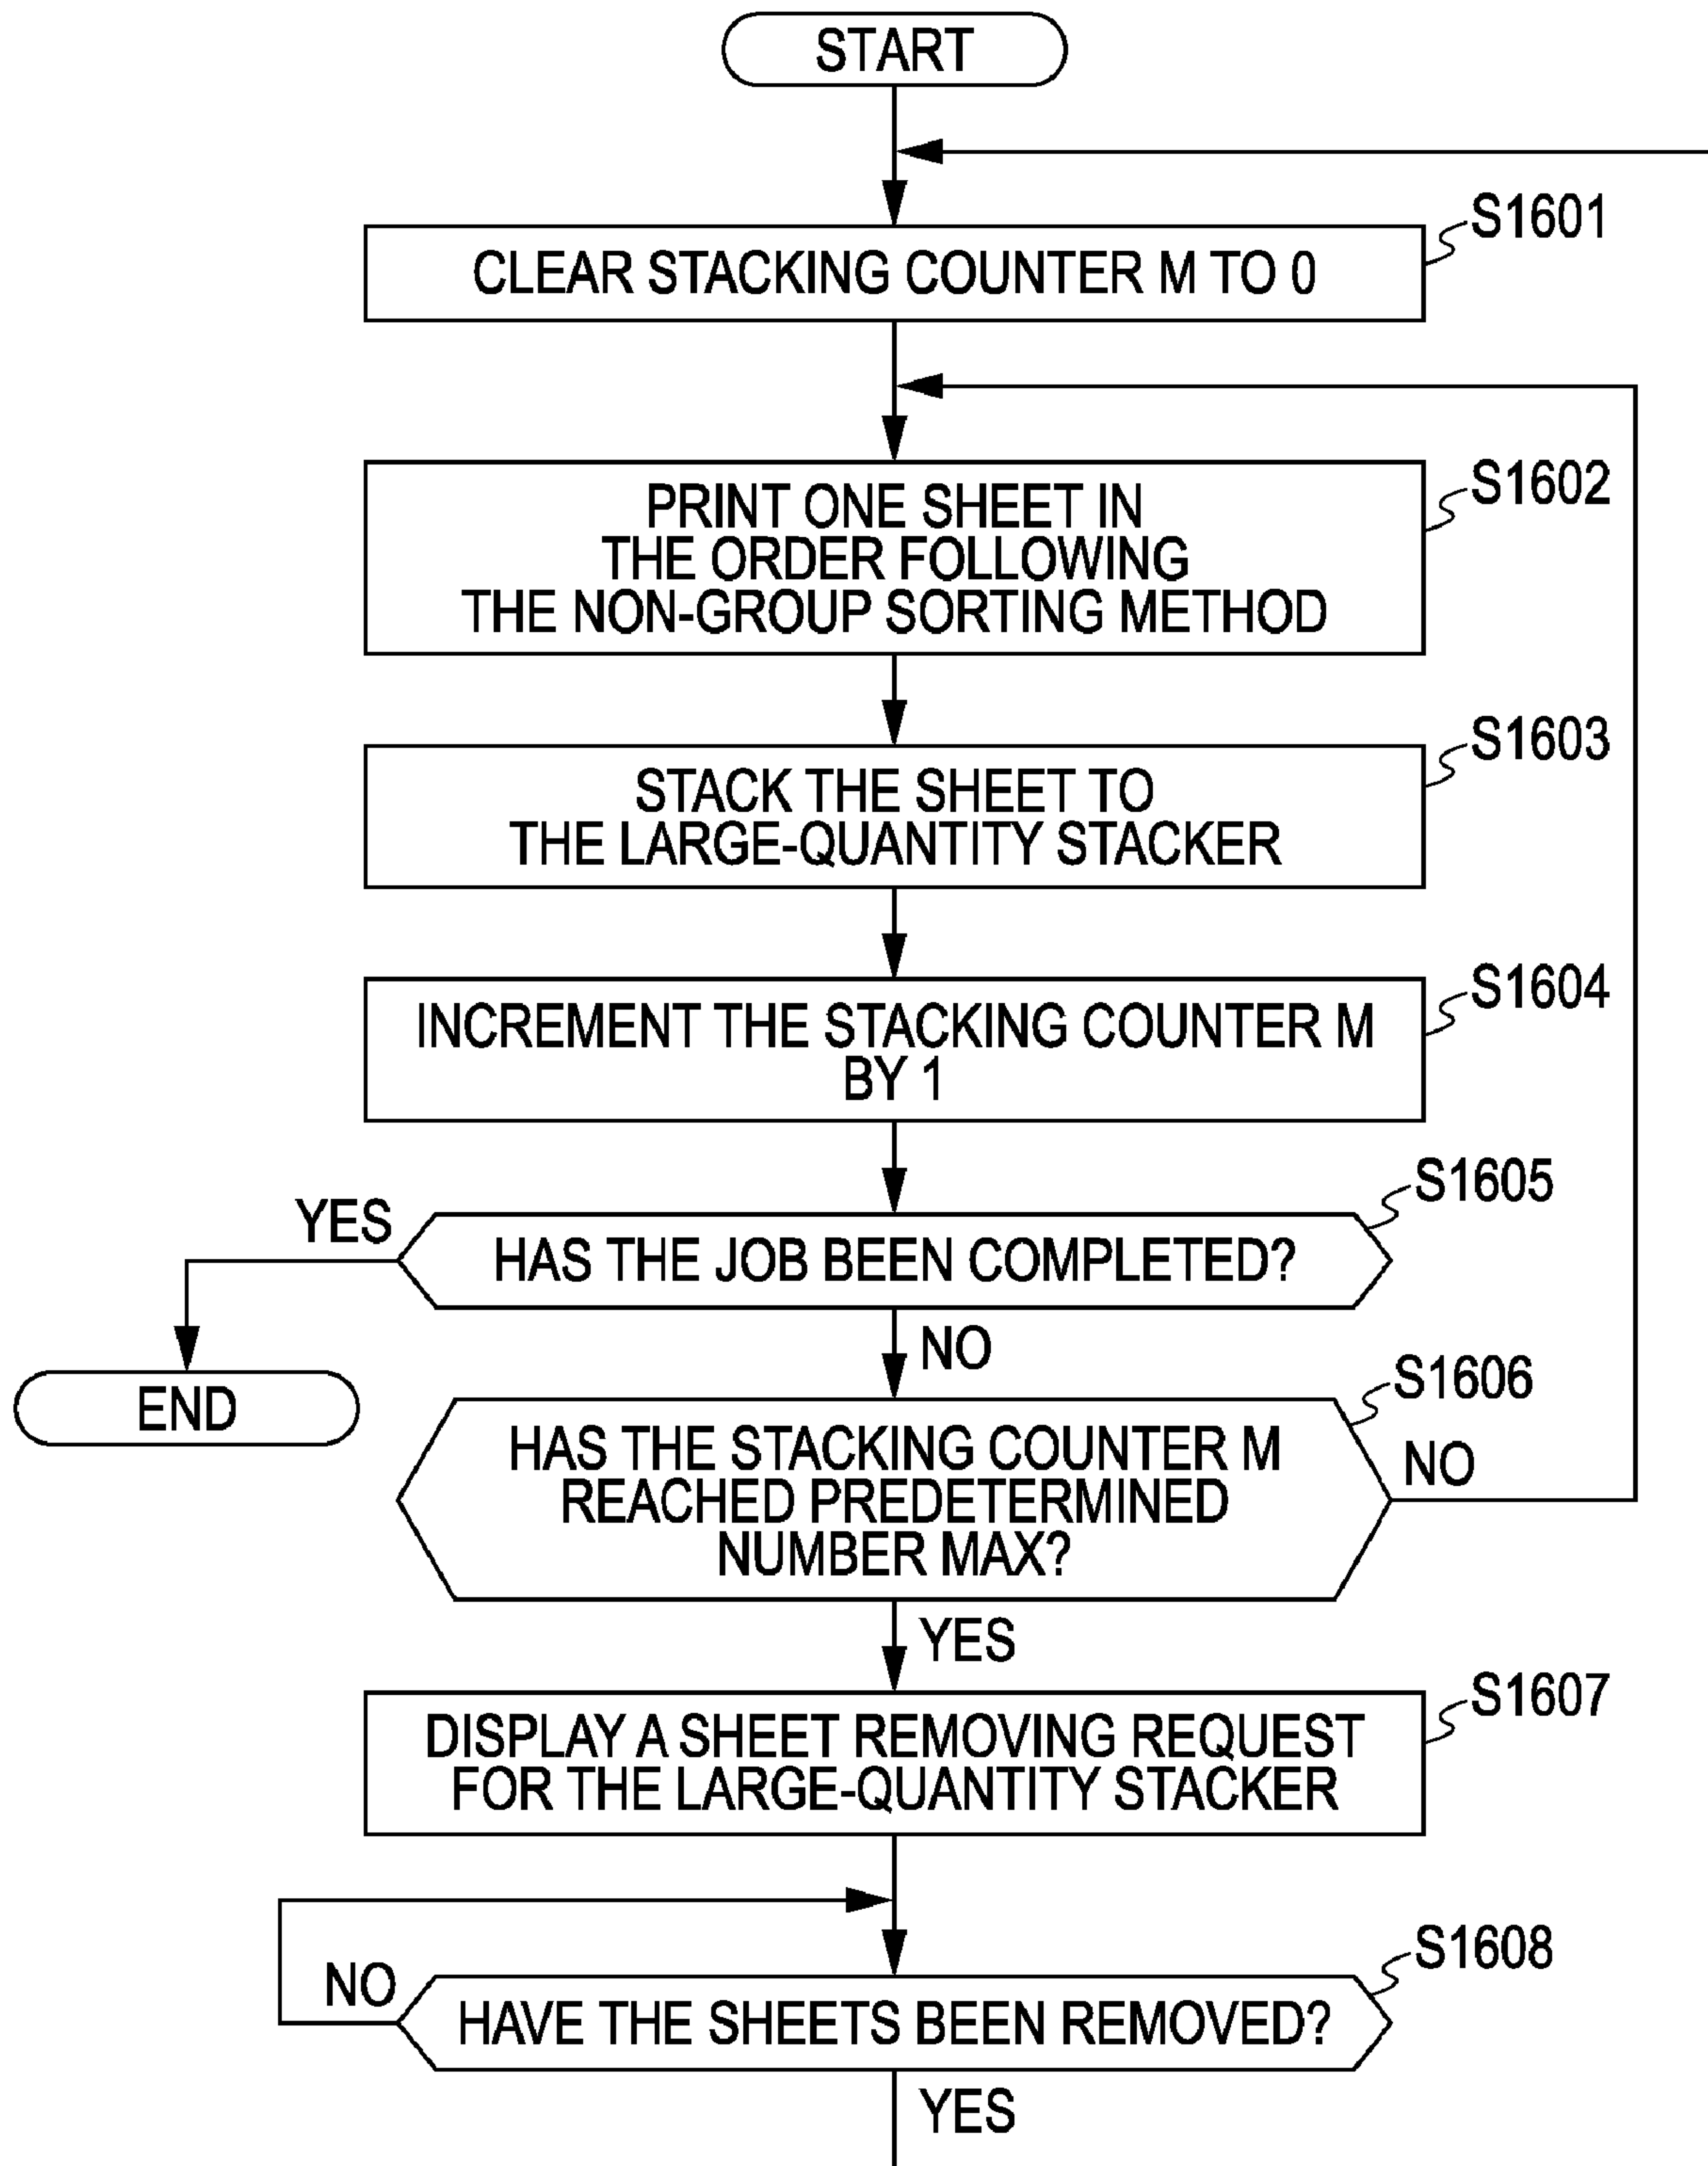 START
S1601
CLEAR STACKING COUNTER M TO 0
S1602
PRINT ONE SHEET IN
THE ORDER FOLLOWING
THE NON-GROUP SORTING METHOD
S1603
STACK THE SHEET TO
THE LARGE-QUANTITY STACKER
S1604
INCREMENT THE STACKING COUNTER M
BY 1
S1605
YES
HAS THE JOB BEEN COMPLETED?
NO
END
S1606
HAS THE STACKING COUNTER M
REACHED PREDETERMINED
NUMBER MAX?
NO
YES
S1607
DISPLAY A SHEET REMOVING REQUEST
FOR THE LARGE-QUANTITY STACKER
S1608
NO
HAVE THE SHEETS BEEN REMOVED?
YES